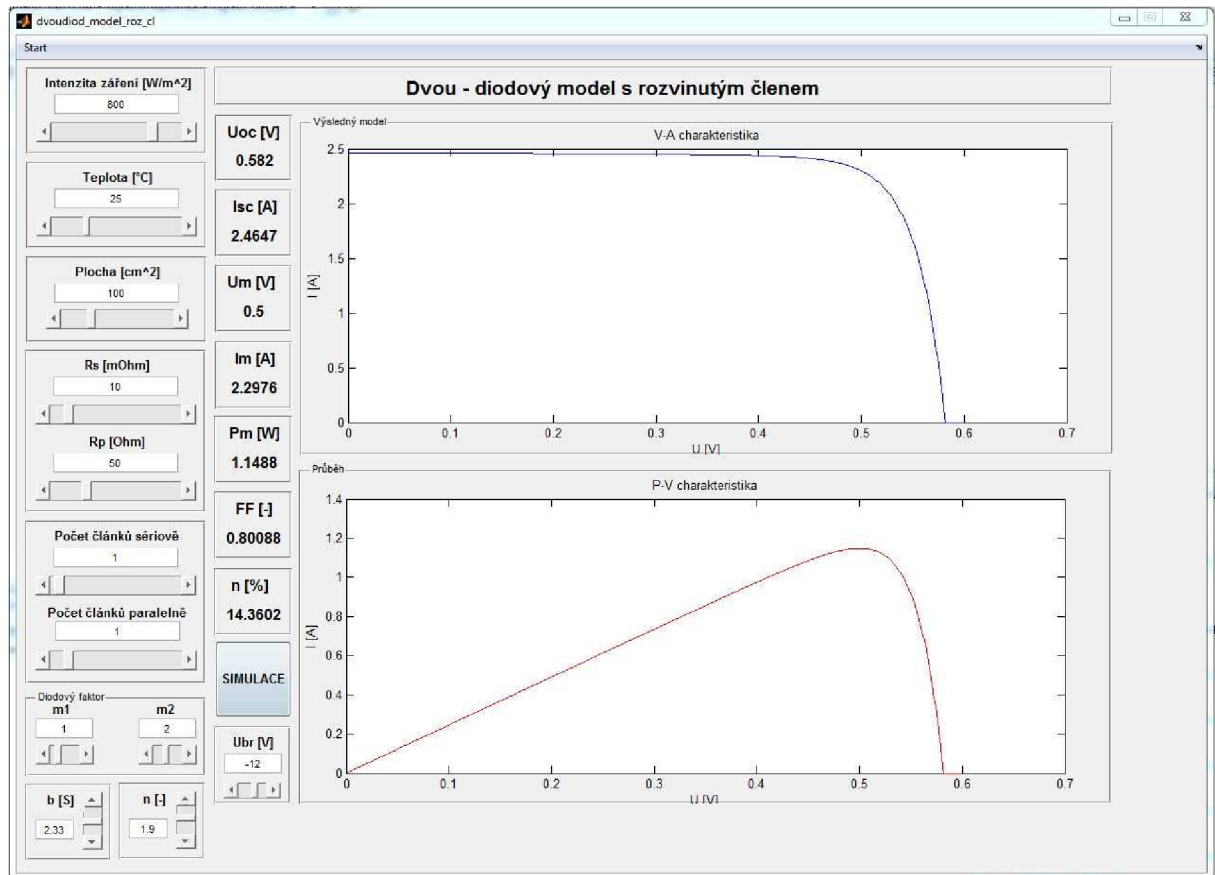 dvoudiod_model_roz_cl
Start
Intenzita záření [W/m^2]
800
Teplota [°C]
25
Plocha [cm^2]
100
Rs [mOhm]
10
Rp [Ohm]
50
Počet článků sériově
1
Počet článků paralelně
1
Diodový faktor
m1 m2
1 2
b [S] n [-]
2.33 1.9
Dvou - diodový model s rozvinutým členem
Uoc [V]
0.582
Isc [A]
2.4647
Um [V]
0.5
Im [A]
2.2976
Pm [W]
1.1488
FF [-]
0.80088
n [%]
14.3602
SIMULACE
Ubr [V]
-12
Výsledný model
V-A charakteristika
2.5
2
1.5
1
0.5
0
I [A]
0 0.1 0.2 0.3 0.4 0.5 0.6 0.7
U [V]
Průběh
P-V charakteristika
1.4
1.2
1
0.8
0.6
0.4
0.2
0
I [A]
0 0.1 0.2 0.3 0.4 0.5 0.6 0.7
U [V]